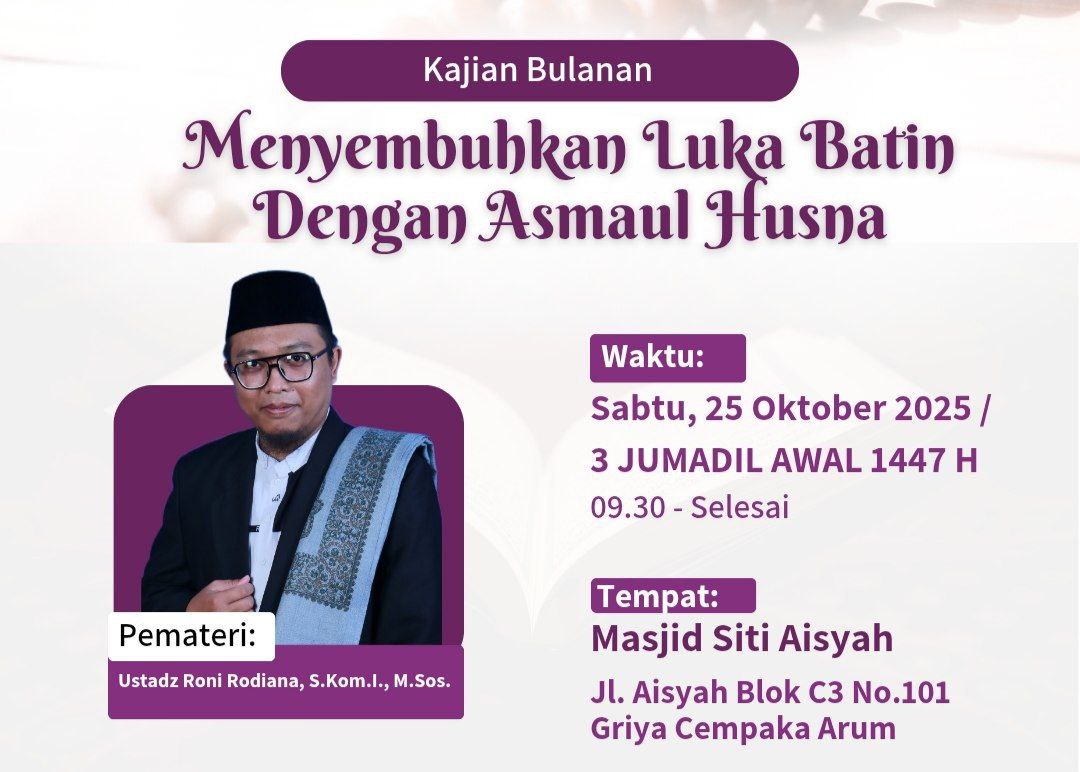 Kajian Bulanan
Menyembuhkan Luka Batin
Dengan Asmaul Husna
Waktu:
Sabtu, 25 Oktober 2025 /
3 JUMADIL AWAL 1447 H
09.30 - Selesai
Tempat:
Masjid Siti Aisyah
Jl. Aisyah Blok C3 No.101
Griya Cempaka Arum
Pemateri:
Ustadz Roni Rodiana, S.Kom.I., M.Sos.